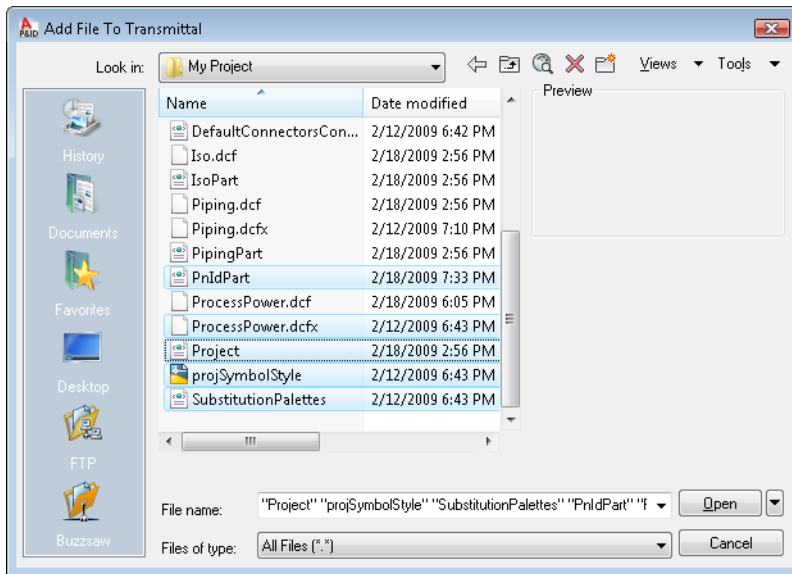 P&ID Add File To Transmittal
Look in: My Project Views Tools
Name Date modified Preview
DefaultConnectorsCon... 2/12/2009 6:42 PM
Iso.dcf 2/18/2009 2:56 PM
IsoPart 2/18/2009 2:56 PM
Piping.dcf 2/18/2009 2:56 PM
Piping.dcfx 2/12/2009 7:10 PM
PipingPart 2/18/2009 2:56 PM
PnIdPart 2/18/2009 7:33 PM
ProcessPower.dcf 2/18/2009 6:05 PM
ProcessPower.dcfx 2/12/2009 6:43 PM
Project 2/18/2009 2:56 PM
projSymbolStyle 2/12/2009 6:43 PM
SubstitutionPalettes 2/12/2009 6:43 PM
History
Documents
Favorites
Desktop
FTP
Buzzsaw
File name: "Project" "projSymbolStyle" "SubstitutionPalettes" "PnIdPart" Open
Files of type: All Files (*.*) Cancel